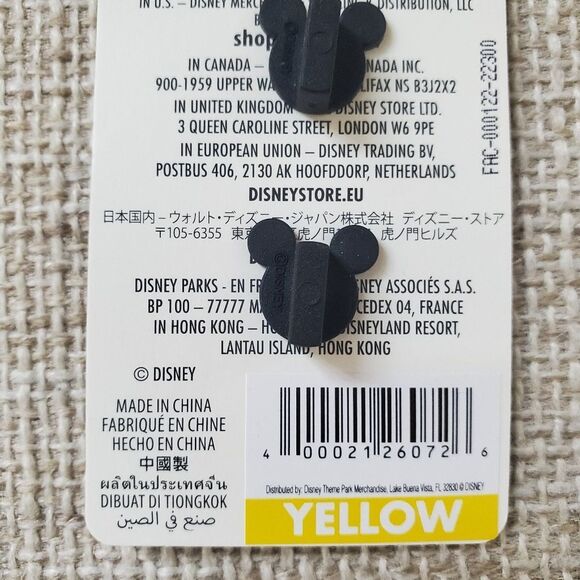 IN U.S. – DISNEY MERC DISTRIBUTION, LLC
shop
IN CANADA – NADA INC.
900-1959 UPPER WA LIFAX NS B3J2X2
IN UNITED KINGDOM DISNEY STORE LTD.
3 QUEEN CAROLINE STREET, LONDON W6 9PE
IN EUROPEAN UNION – DISNEY TRADING BV,
POSTBUS 406, 2130 AK HOOFDDORP, NETHERLANDS
DISNEYSTORE.EU
日本国内 – ウォルト・ディズニー・ジャパン株式会社 ディズニー・ストア
〒105-6355 東 虎ノ門 虎ノ門ヒルズ
DISNEY PARKS - EN FR EY ASSOCIÉS S.A.S.
BP 100 – 77777 MA CEDEX 04, FRANCE
IN HONG KONG – HO DISNEYLAND RESORT,
LANTAU ISLAND, HONG KONG
FAC-000122-22300
©DISNEY
©DISNEY
© DISNEY
MADE IN CHINA
FABRIQUÉ EN CHINE
HECHO EN CHINA
中國製
ผลิตในประเทศจีน
DIBUAT DI TIONGKOK
صنع في الصين
4 00021 26072 6
Distributed by: Disney Theme Park Merchandise, Lake Buena Vista, FL 32830 © DISNEY
YELLOW